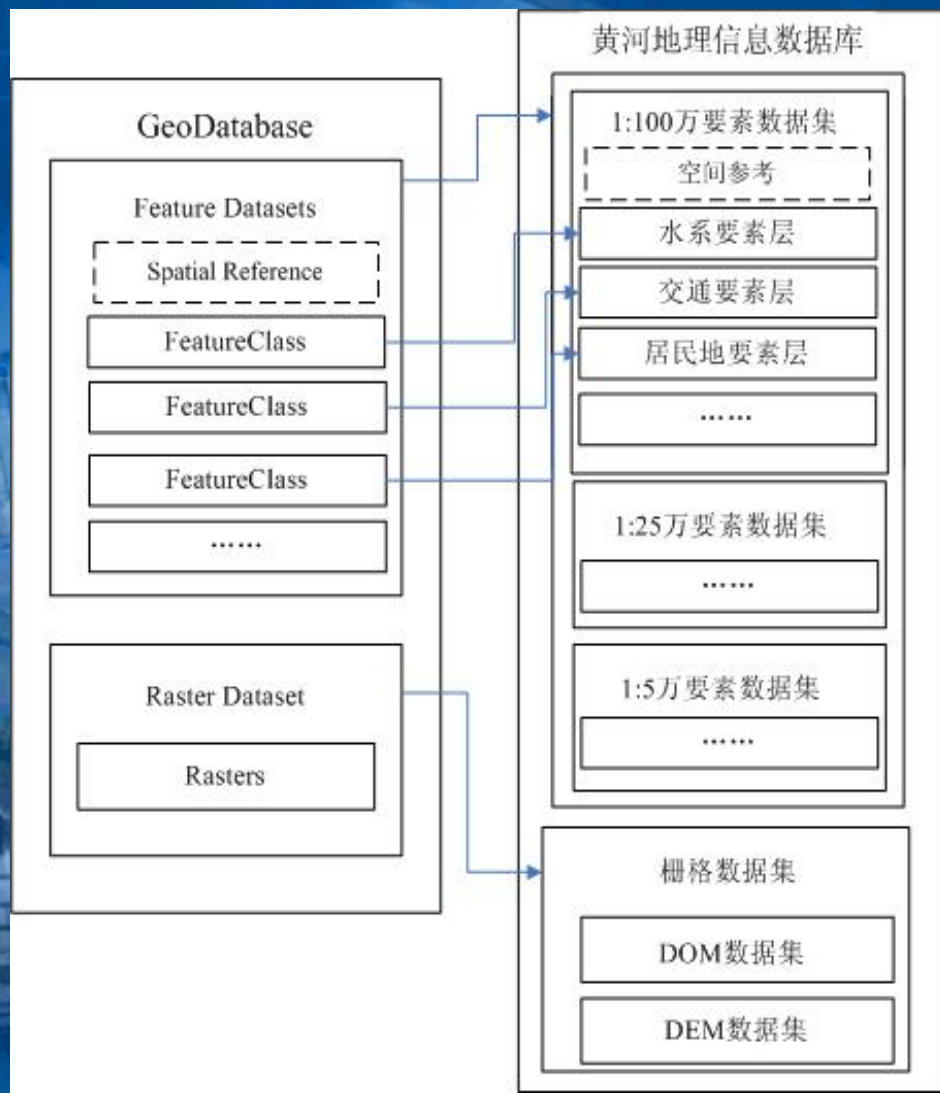 GeoDatabase
Feature Datasets
Spatial Reference
FeatureClass
FeatureClass
FeatureClass
……
Raster Dataset
Rasters
黄河地理信息数据库
1:100万要素数据集
空间参考
水系要素层
交通要素层
居民地要素层
……
1:25万要素数据集
……
1:5万要素数据集
……
栅格数据集
DOM数据集
DEM数据集